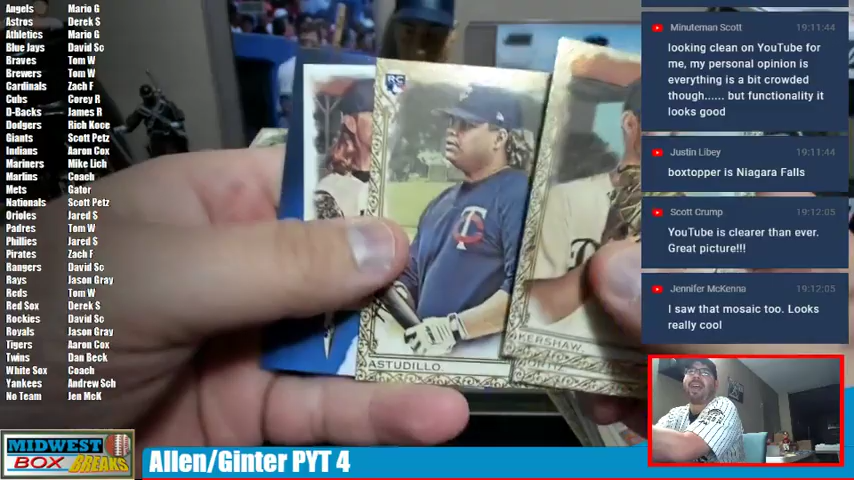 Angels Mario G
Astros Derek S
Athletics Mario G
Blue Jays David Sc
Braves Tom W
Brewers Tom W
Cardinals Zach F
Cubs Corey R
D-Backs James R
Dodgers Rich Koce
Giants Scott Petz
Indians Aaron Cox
Mariners Mike Lich
Marlins Coach
Mets Gator
Nationals Scott Petz
Orioles Jared S
Padres Tom W
Phillies Jared S
Pirates Zach F
Rangers David Sc
Rays Jason Gray
Reds Tom W
Red Sox Derek S
Rockies David Sc
Royals Jason Gray
Tigers Aaron Cox
Twins Dan Beck
White Sox Coach
Yankees Andrew Sch
No Team Jen McK
RC
TC
ASTUDILLO
KERSHAW
Minuteman Scott 19:11:44
looking clean on YouTube for
me, my personal opinion is
everything is a bit crowded
though...... but functionality it
looks good
Justin Libey 19:11:44
boxtopper is Niagara Falls
Scott Crump 19:12:05
YouTube is clearer than ever.
Great picture!!!
Jennifer McKenna 19:12:05
I saw that mosaic too. Looks
really cool
MIDWEST
BOX BREAKS
Allen/Ginter PYT 4